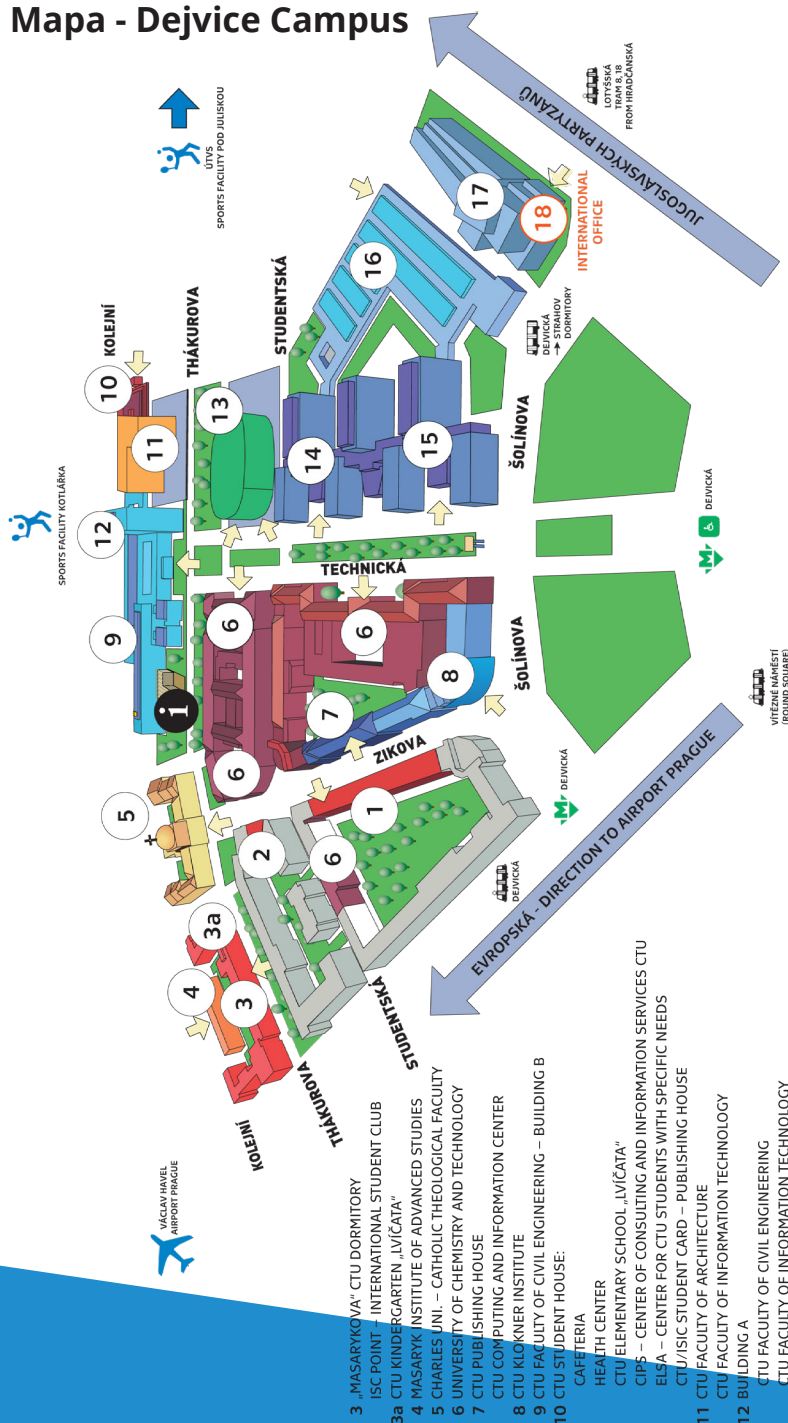 Mapa - Dejvice Campus
ÚTVS
SPORTS FACILITY POD JULISKOU
LOTYŠSKÁ
TRAM 8, 18
FROM HRADČANSKÁ
JUGOSLÁVSKÝCH PARTYZÁNŮ
17
18
INTERNATIONAL
OFFICE
16
STUDENTSKÁ
THÁKUROVA
KOLEJNÍ
10
11
13
14
15
DEJVICKÁ
→ STRAHOV
DORMITORY
ŠOLÍNOVA
SPORTS FACILITY KOTLÁŘKA
12
9
i
TECHNICKÁ
6
6
6
7
8
ŠOLÍNOVA
M DEJVICKÁ
ZIKOVA
5
1
2
6
M DEJVICKÁ
DEJVICKÁ
VÍTĚZNÉ NÁMĚSTÍ
(ROUND SQUARE)
EVROPSKÁ - DIRECTION TO AIRPORT PRAGUE
3a
4
3
STUDENTSKÁ
THÁKUROVA
KOLEJNÍ
VÁCLAV HAVEL
AIRPORT PRAGUE
3 „MASARYKOVA" CTU DORMITORY
ISC POINT – INTERNATIONAL STUDENT CLUB
3a CTU KINDERGARTEN „LVÍČATA"
4 MASARYK INSTITUTE OF ADVANCED STUDIES
5 CHARLES UNI. – CATHOLIC THEOLOGICAL FACULTY
6 UNIVERSITY OF CHEMISTRY AND TECHNOLOGY
7 CTU PUBLISHING HOUSE
CTU COMPUTING AND INFORMATION CENTER
8 CTU KLOKNER INSTITUTE
9 CTU FACULTY OF CIVIL ENGINEERING – BUILDING B
10 CTU STUDENT HOUSE:
CAFETERIA
HEALTH CENTER
CTU ELEMENTARY SCHOOL „LVÍČATA"
CIPS – CENTER OF CONSULTING AND INFORMATION SERVICES CTU
ELSA – CENTER FOR CTU STUDENTS WITH SPECIFIC NEEDS
CTU/ISIC STUDENT CARD – PUBLISHING HOUSE
11 CTU FACULTY OF ARCHITECTURE
CTU FACULTY OF INFORMATION TECHNOLOGY
12 BUILDING A
CTU FACULTY OF CIVIL ENGINEERING
CTU FACULTY OF INFORMATION TECHNOLOGY